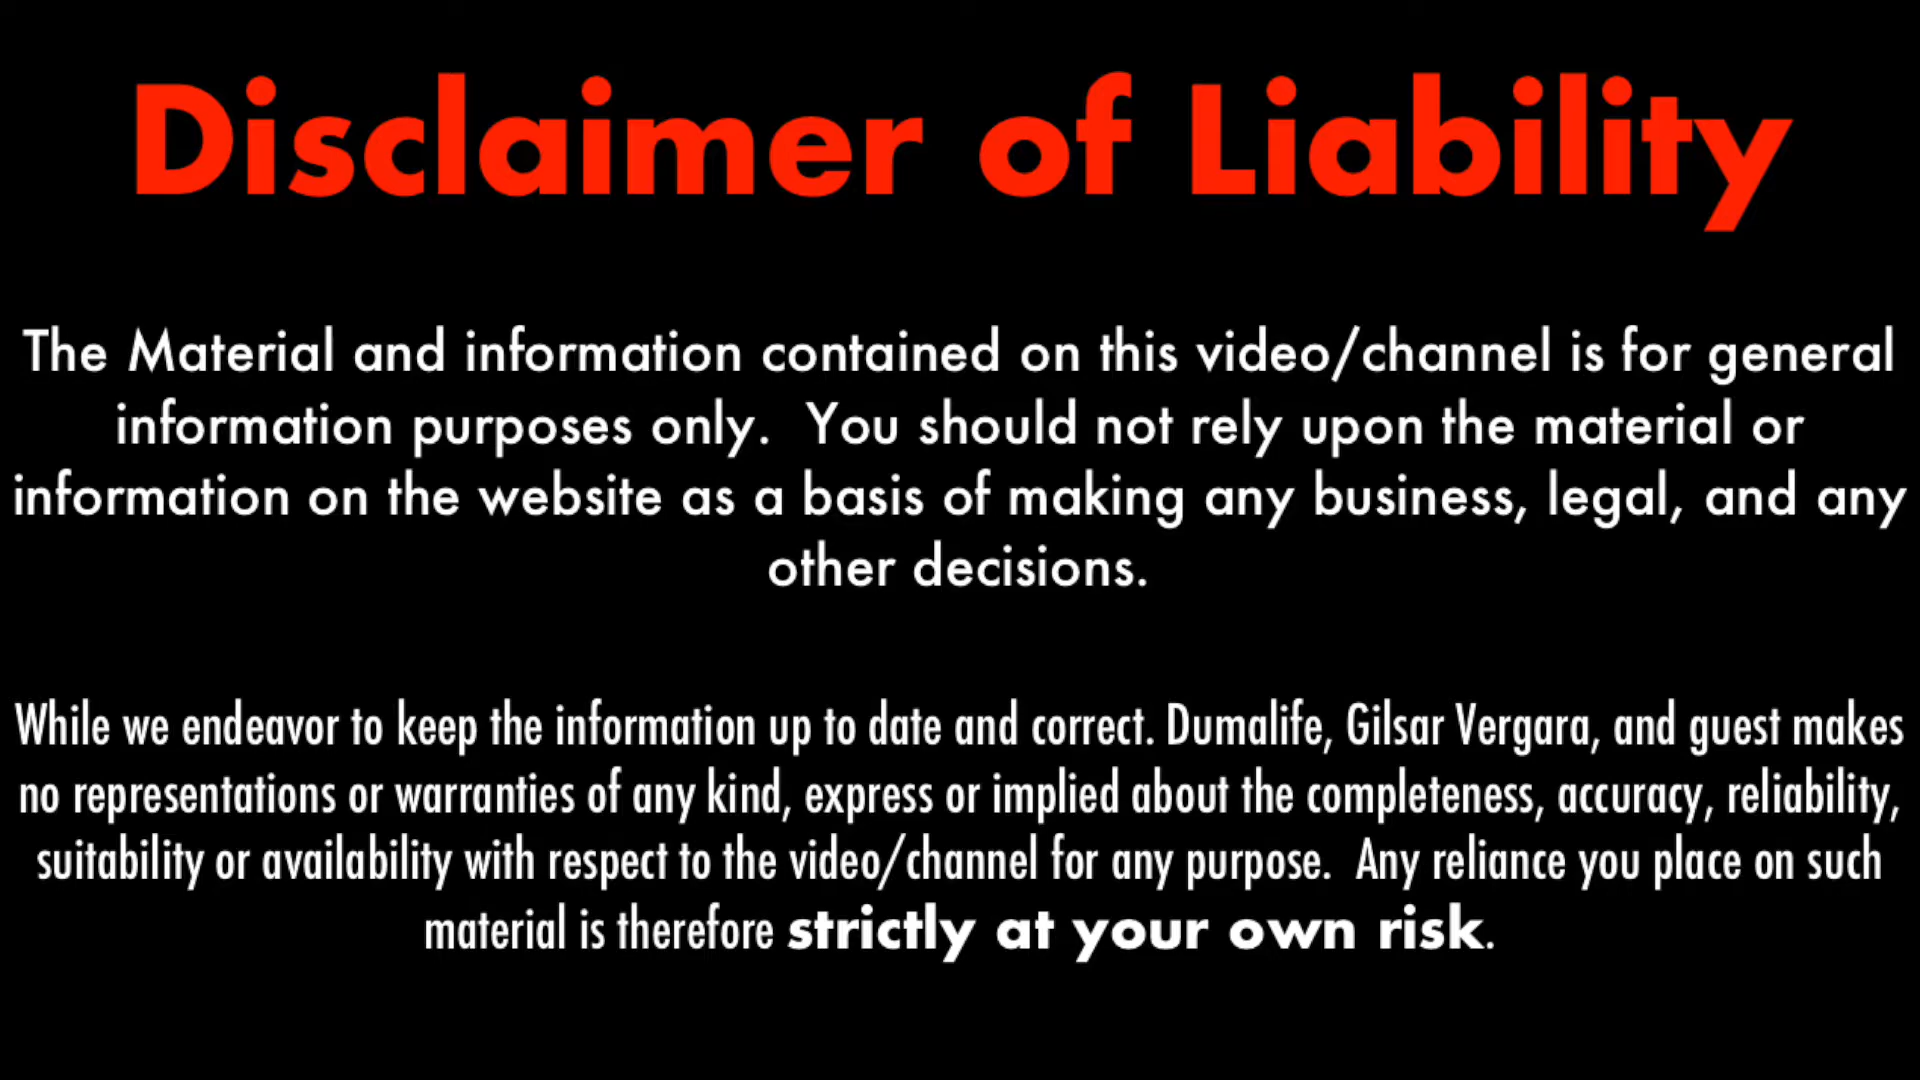 Disclaimer of Liability
The Material and information contained on this video/channel is for general
information purposes only.  You should not rely upon the material or
information on the website as a basis of making any business, legal, and any
other decisions.
While we endeavor to keep the information up to date and correct. Dumalife, Gilsar Vergara, and guest makes
no representations or warranties of any kind, express or implied about the completeness, accuracy, reliability,
suitability or availability with respect to the video/channel for any purpose.  Any reliance you place on such
material is therefore strictly at your own risk.